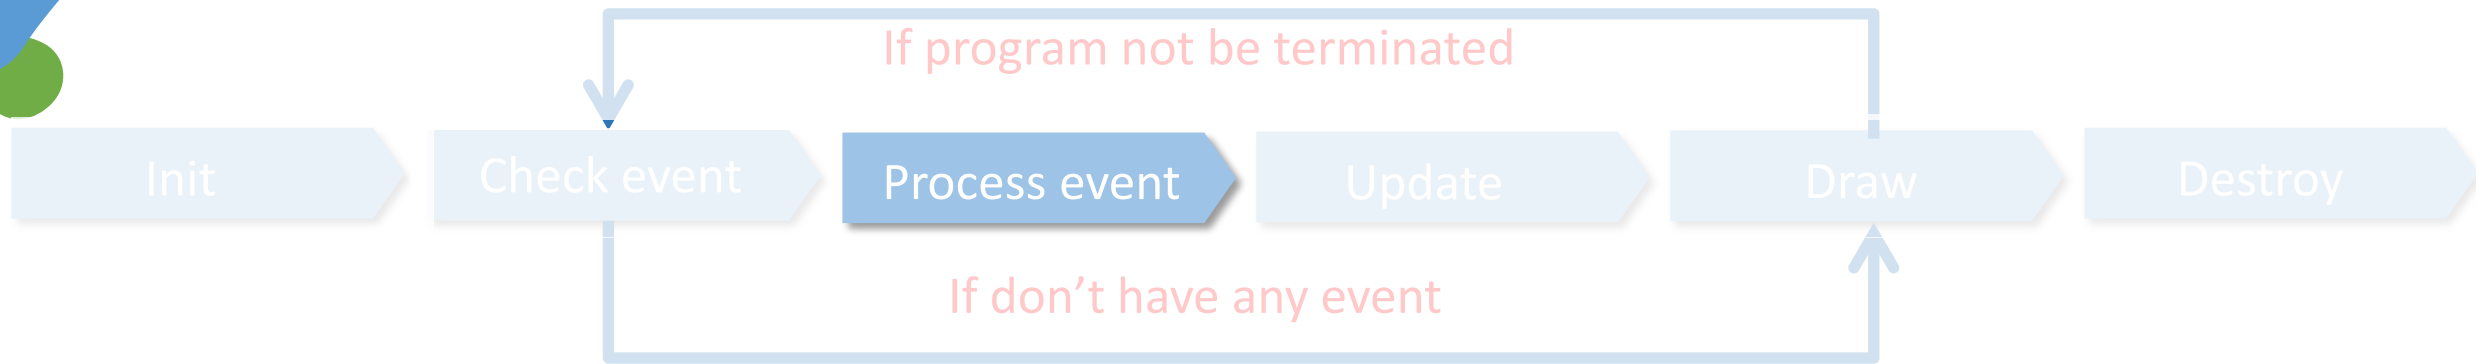 If program not be terminated
Init
Check event
Process event
Update
Draw
Destroy
If don’t have any event